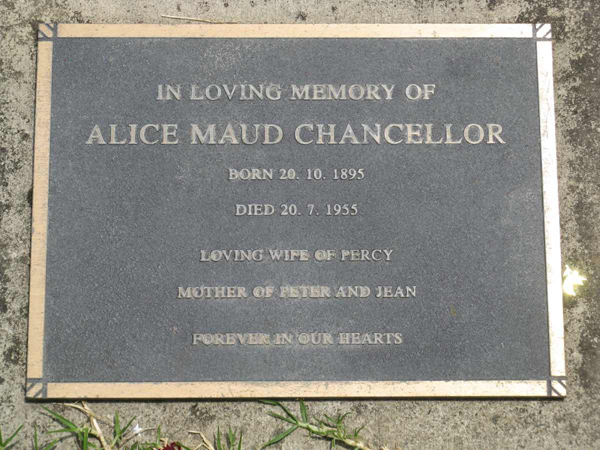 IN LOVING MEMORY OF
ALICE MAUD CHANCELLOR
BORN 20. 10. 1895
DIED 20. 7. 1955
LOVING WIFE OF PERCY
MOTHER OF PETER AND JEAN
FOREVER IN OUR HEARTS